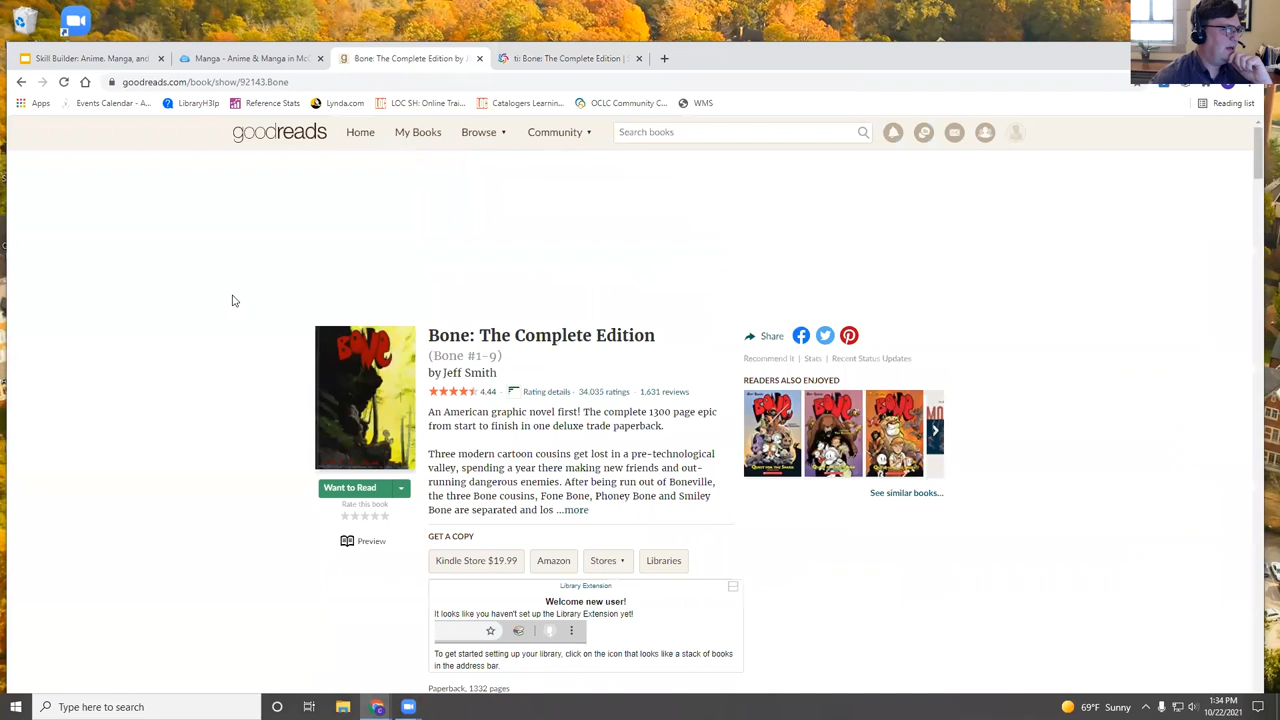 Skill Builder: Anime, Manga, and
Manga - Anime & Manga in McC
Bone: The Complete Edition by J
ti: Bone: The Complete Edition | S
goodreads.com/book/show/92143.Bone
Apps
Events Calendar - A...
LibraryH3lp
Reference Stats
Lynda.com
LOC SH: Online Trai...
Catalogers Learnin...
OCLC Community C...
WMS
Reading list
goodreads
Home
My Books
Browse
Community
Search books
BONE
Bone: The Complete Edition
(Bone #1-9)
by Jeff Smith
4.44 · Rating details · 34,035 ratings · 1,631 reviews
An American graphic novel first! The complete 1300 page epic
from start to finish in one deluxe trade paperback.
Three modern cartoon cousins get lost in a pre-technological
valley, spending a year there making new friends and out-
running dangerous enemies. After being run out of Boneville,
the three Bone cousins, Fone Bone, Phoney Bone and Smiley
Bone are separated and los ...more
Want to Read
Rate this book
Preview
GET A COPY
Kindle Store $19.99
Amazon
Stores
Libraries
Library Extension
Welcome new user!
It looks like you haven't set up the Library Extension yet!
To get started setting up your library, click on the icon that looks like a stack of books
in the address bar.
Paperback, 1332 pages
Share
Recommend It | Stats | Recent Status Updates
READERS ALSO ENJOYED
BONE
BONE
BONE
See similar books...
Type here to search
69°F Sunny
1:34 PM
10/22/2021